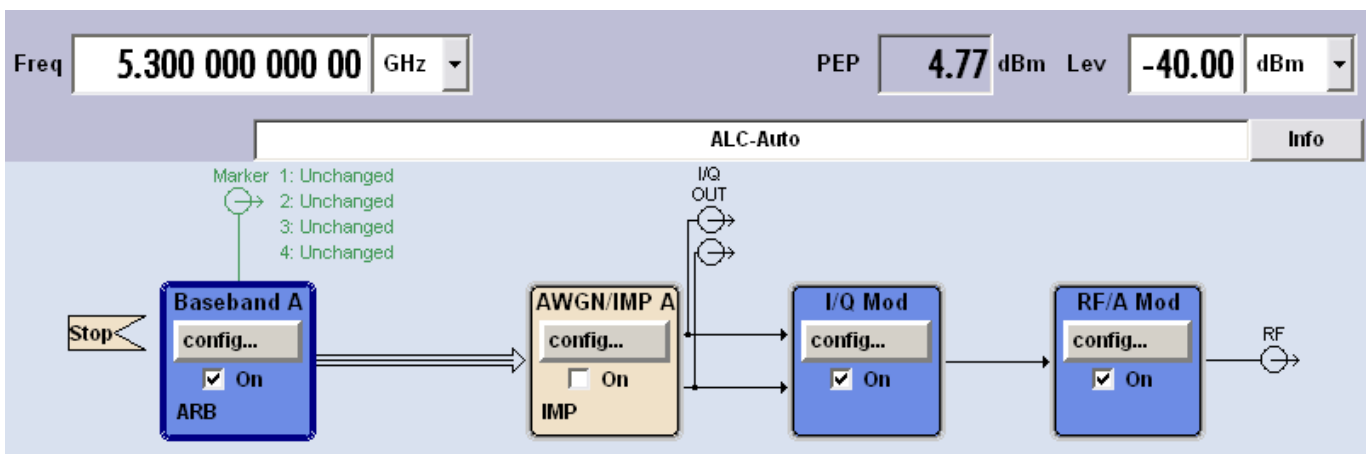 Freq 5.300 000 000 00 GHz PEP 4.77 dBm Lev -40.00 dBm
ALC-Auto Info
Marker 1: Unchanged
2: Unchanged
3: Unchanged
4: Unchanged
I/Q
OUT
Stop
Baseband A
config...
On
ARB
AWGN/IMP A
config...
On
IMP
I/Q Mod
config...
On
RF/A Mod
config...
On
RF